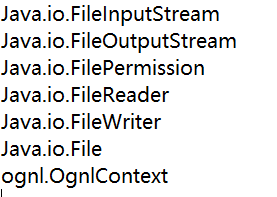 Java.io.FileInputStream
Java.io.FileOutputStream
Java.io.FilePermission
Java.io.FileReader
Java.io.FileWriter
Java.io.File
ognl.OgnlContext